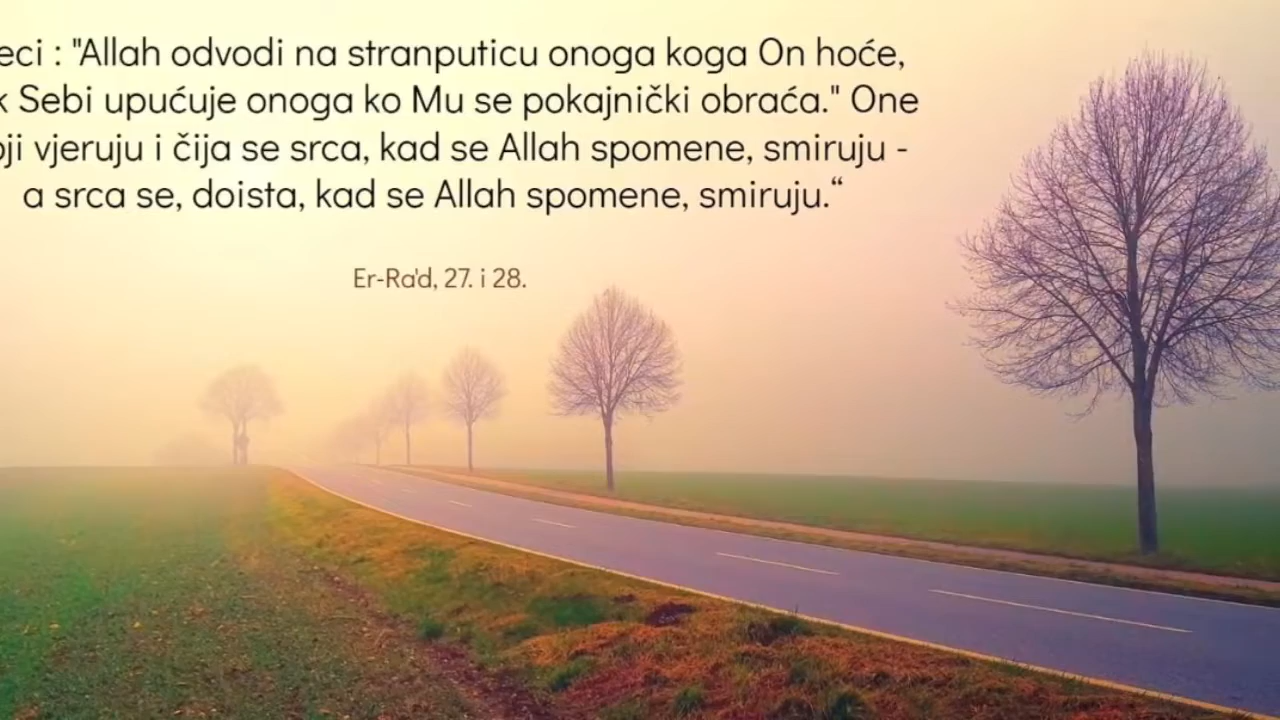 eci : "Allah odvodi na stranputicu onoga koga On hoće,
k Sebi upućuje onoga ko Mu se pokajnički obraća." One
ji vjeruju i čija se srca, kad se Allah spomene, smiruju -
a srca se, doista, kad se Allah spomene, smiruju.“
Er-Ra'd, 27. i 28.